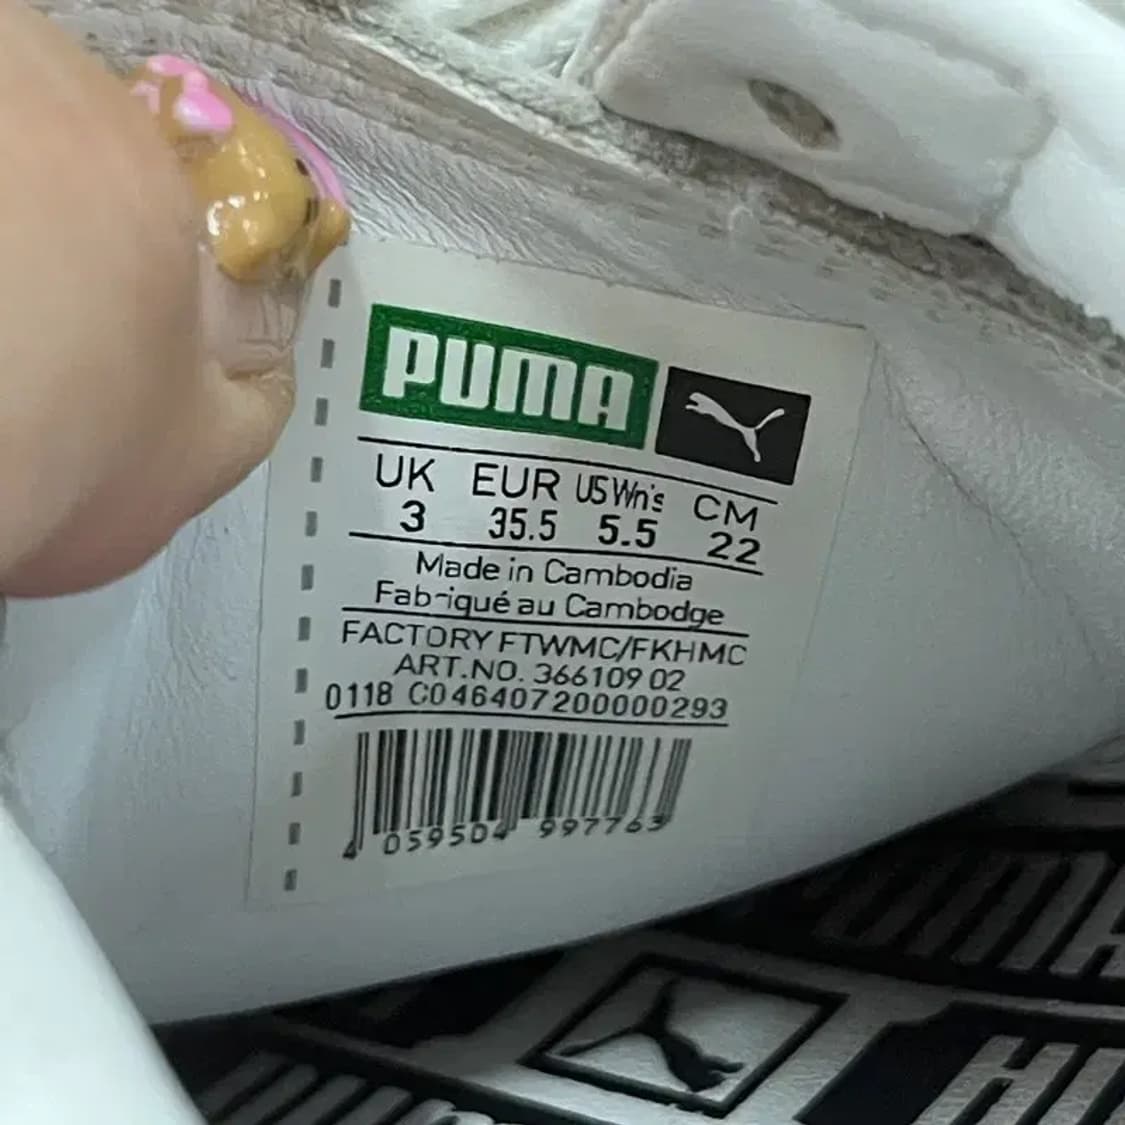 PUMA
UK EUR US Wn's CM
3 35.5 5.5 22
Made in Cambodia
Fabriqué au Cambodge
FACTORY FTWMC/FKHMC
ART.NO. 366109 02
0118 C046407200000293
4 059504 997763